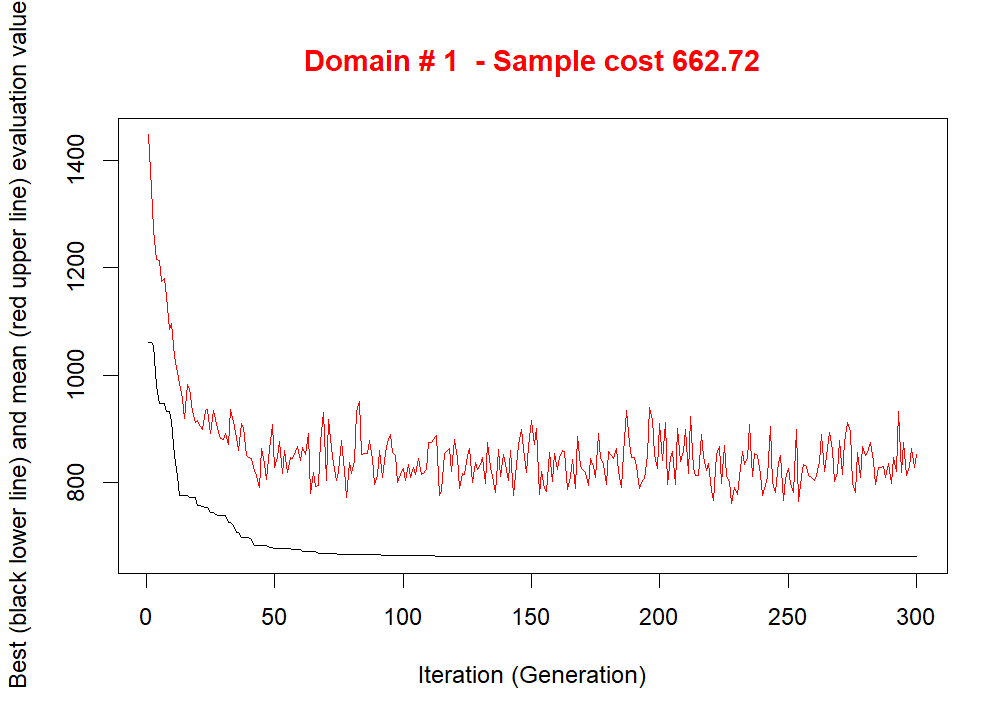 Domain # 1  - Sample cost 662.72
Best (black lower line) and mean (red upper line) evaluation value
1400
1200
1000
800
0 50 100 150 200 250 300
Iteration (Generation)